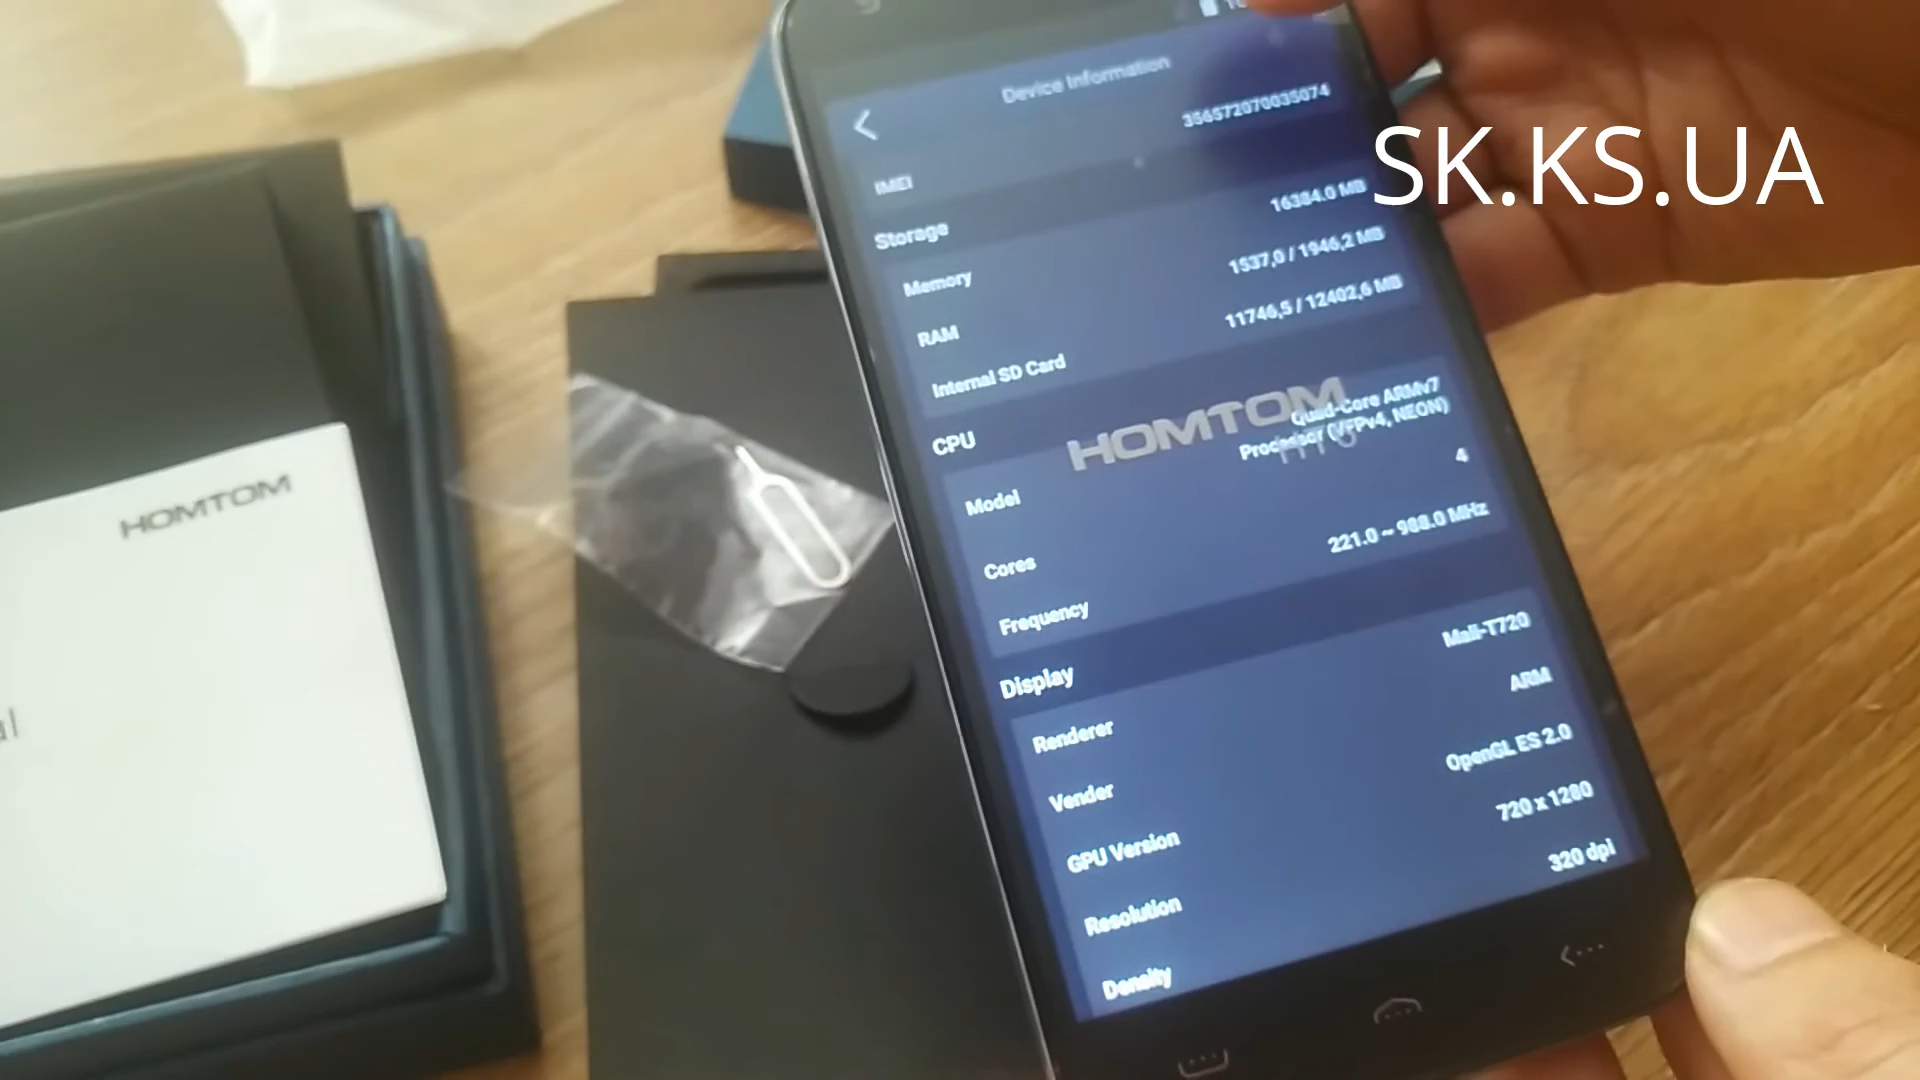 Device Information
IMEI
356572070035074
Storage
Memory
16384.0 MB
RAM
1537,0 / 1946,2 MB
Internal SD Card
11746,5 / 12402,6 MB
CPU
Model
Quad-Core ARMv7
Processor (VFPv4, NEON)
Cores
4
Frequency
221.0 ~ 988.0 MHz
Display
Renderer
Mali-T720
Vender
ARM
GPU Version
OpenGL ES 2.0
Resolution
720 x 1280
Density
320 dpi
HOMTOM
HOMTOM
SK.KS.UA